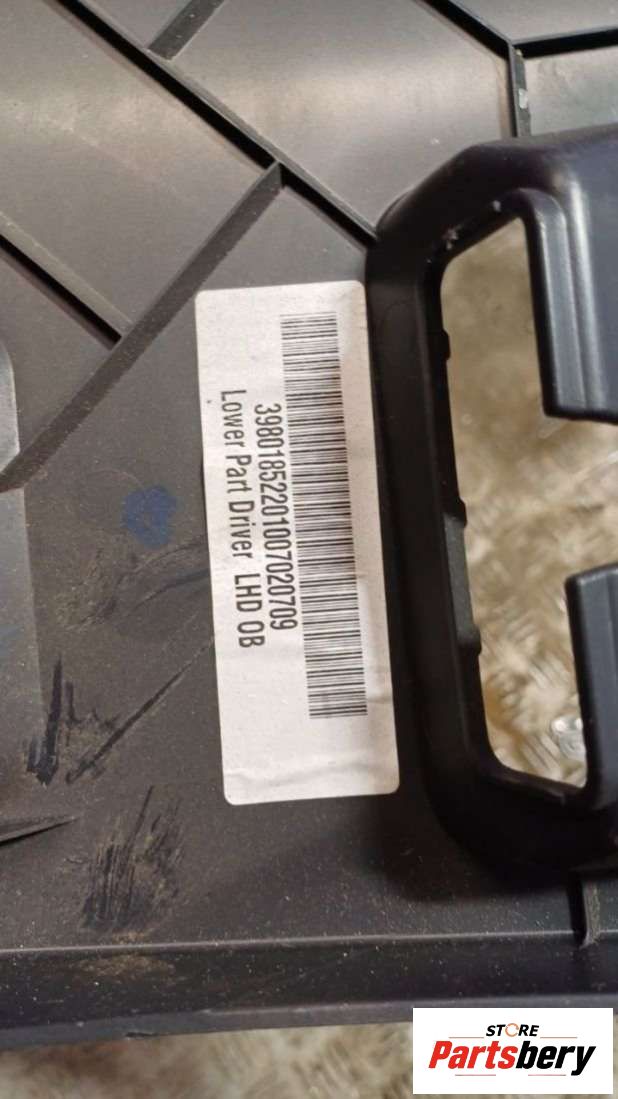 39801852201007020709
Lower Part Driver LHD OB
STORE
Partsbery